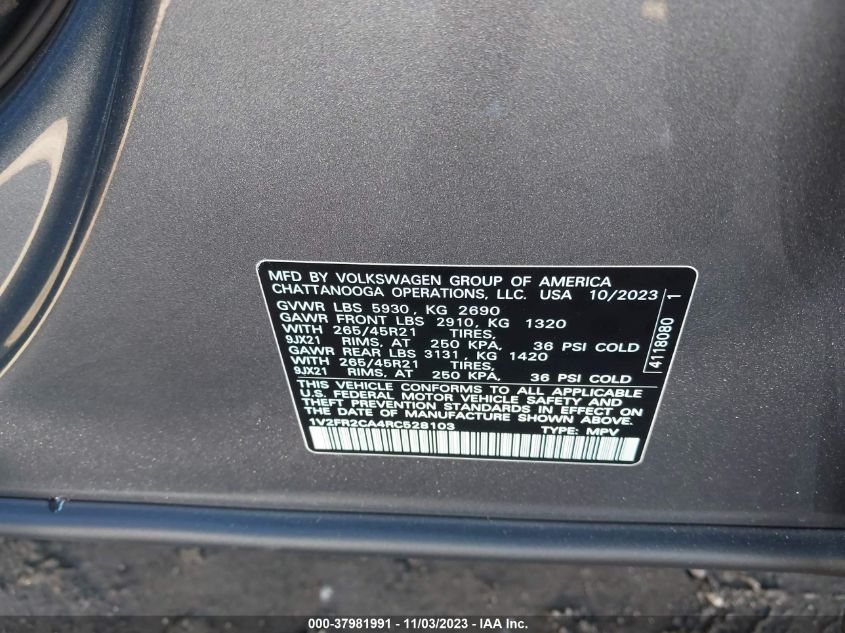 MFD BY VOLKSWAGEN GROUP OF AMERICA
CHATTANOOGA OPERATIONS, LLC. USA 10/2023
GVWR LBS 5930, KG 2690
GAWR FRONT LBS 2910, KG 1320
WITH 265/45R21 TIRES,
9JX21 RIMS, AT 250 KPA, 36 PSI COLD
GAWR REAR LBS 3131, KG 1420
WITH 265/45R21 TIRES,
9JX21 RIMS, AT 250 KPA, 36 PSI COLD
THIS VEHICLE CONFORMS TO ALL APPLICABLE
U.S. FEDERAL MOTOR VEHICLE SAFETY AND
THEFT PREVENTION STANDARDS IN EFFECT ON
THE DATE OF MANUFACTURE SHOWN ABOVE.
1V2FR2CA4RC528103 TYPE: MPV
4118080 1
000-37981991 - 11/03/2023 - IAA Inc.